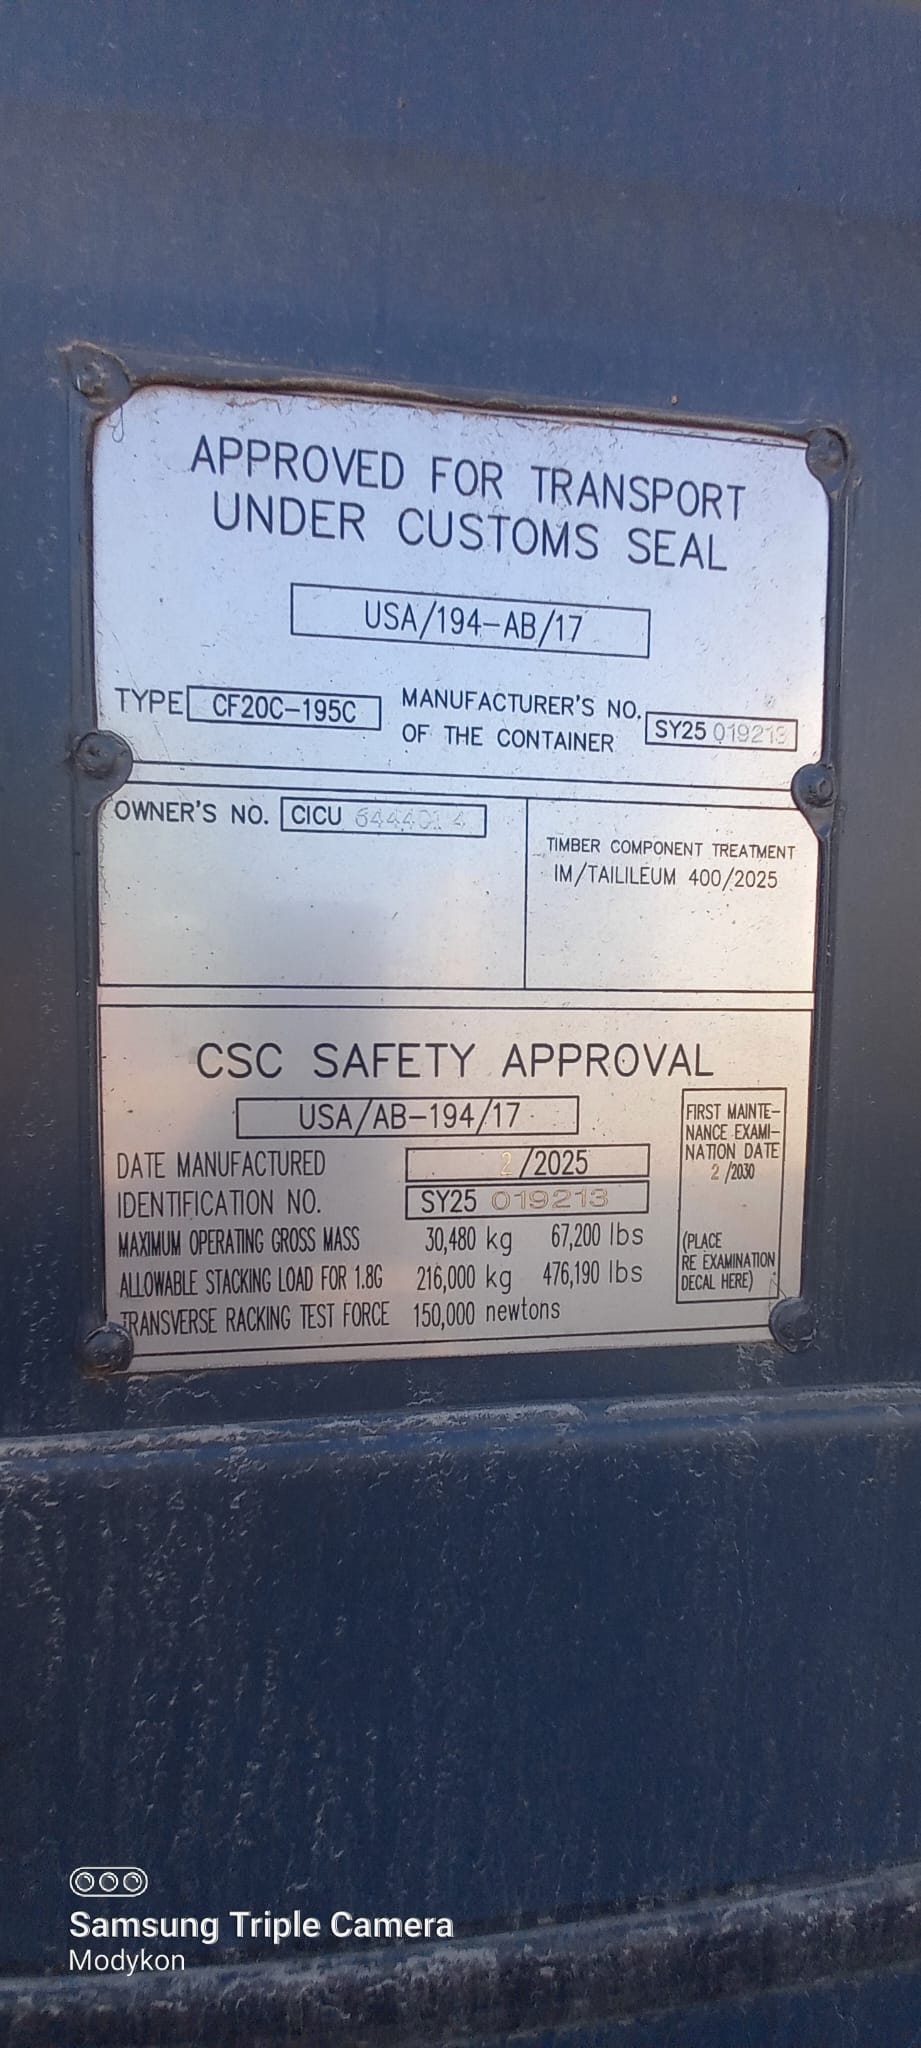 APPROVED FOR TRANSPORT
UNDER CUSTOMS SEAL
USA/194-AB/17
TYPE CF20C-195C
MANUFACTURER'S NO.
OF THE CONTAINER
SY25 019213
OWNER'S NO. CICU
TIMBER COMPONENT TREATMENT
IM/TAILILEUM 400/2025
CSC SAFETY APPROVAL
USA/AB-194/17
DATE MANUFACTURED 2/2025
IDENTIFICATION NO. SY25 019213
MAXIMUM OPERATING GROSS MASS 30,480 kg 67,200 lbs
ALLOWABLE STACKING LOAD FOR 1.8G 216,000 kg 476,190 lbs
TRANSVERSE RACKING TEST FORCE 150,000 newtons
FIRST MAINTE-
NANCE EXAMI-
NATION DATE
2/2030
(PLACE
RE EXAMINATION
DECAL HERE)
Samsung Triple Camera
Modykon